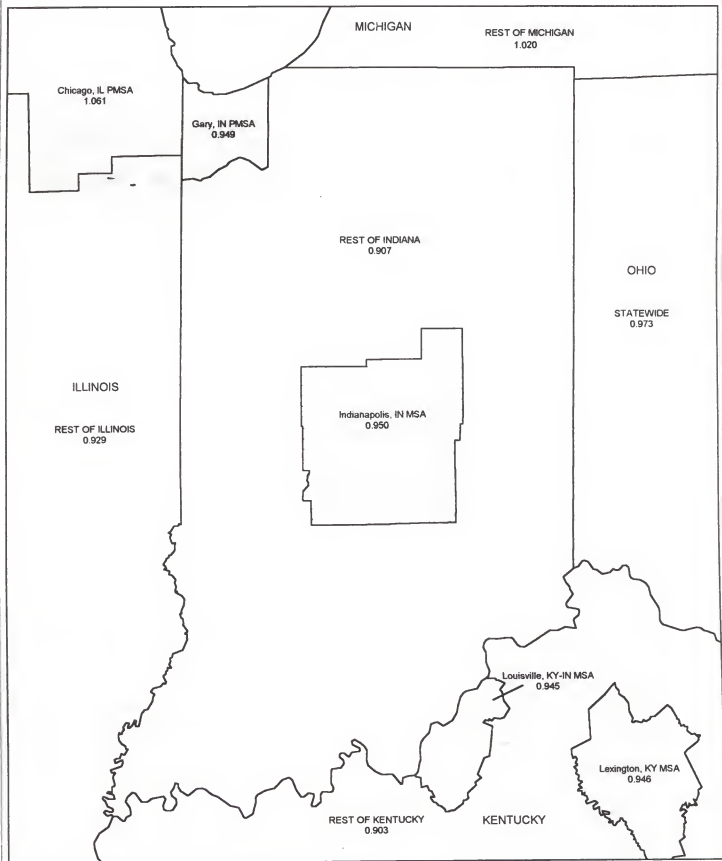 MICHIGAN
REST OF MICHIGAN
1.020
Chicago, IL PMSA
1.061
Gary, IN PMSA
0.949
REST OF INDIANA
0.907
OHIO
STATEWIDE
0.973
ILLINOIS
REST OF ILLINOIS
0.929
Indianapolis, IN MSA
0.950
Louisville, KY-IN MSA
0.945
Lexington, KY MSA
0.946
REST OF KENTUCKY
0.903
KENTUCKY